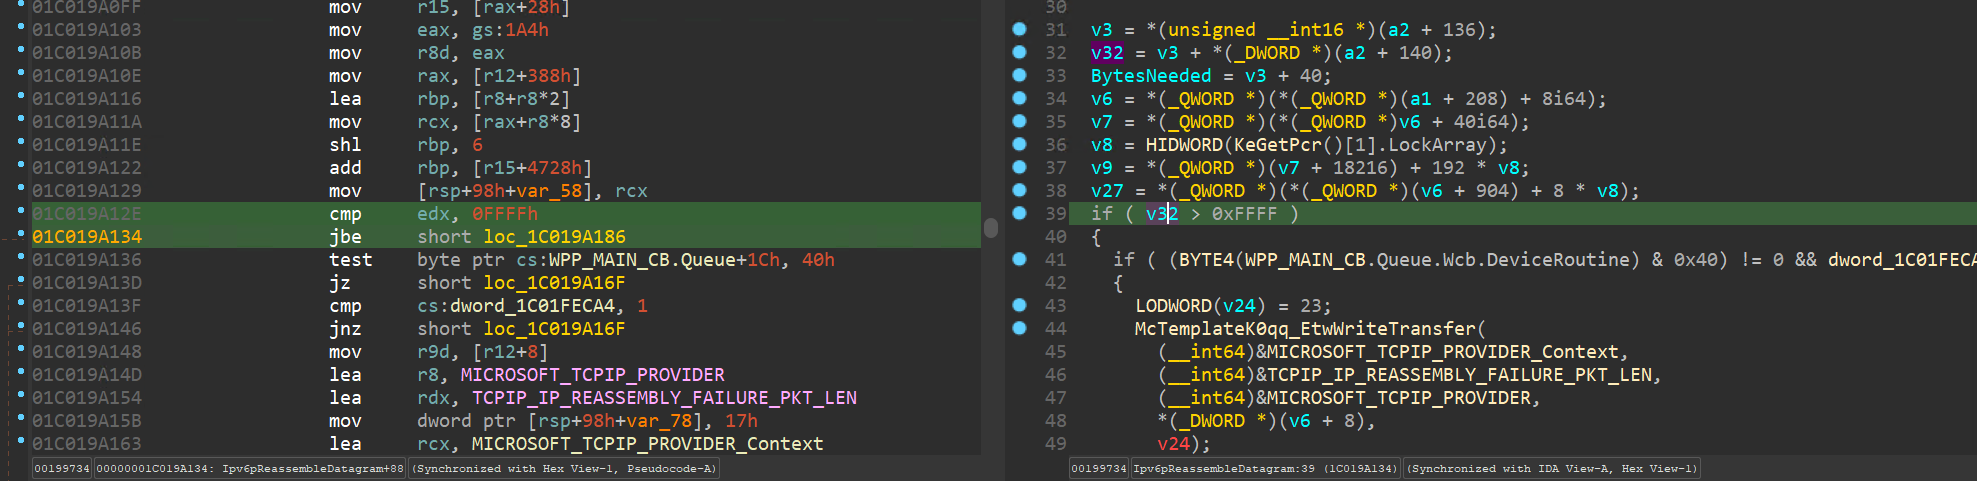 01C019A0FF mov r15, [rax+28h]
01C019A103 mov eax, gs:1A4h
01C019A10B mov r8d, eax
01C019A10E mov rax, [r12+388h]
01C019A116 lea rbp, [r8+r8*2]
01C019A11A mov rcx, [rax+r8*8]
01C019A11E shl rbp, 6
01C019A122 add rbp, [r15+4728h]
01C019A129 mov [rsp+98h+var_58], rcx
01C019A12E cmp edx, 0FFFFh
01C019A134 jbe short loc_1C019A186
01C019A136 test byte ptr cs:WPP_MAIN_CB.Queue+1Ch, 40h
01C019A13D jz short loc_1C019A16F
01C019A13F cmp cs:dword_1C01FECA4, 1
01C019A146 jnz short loc_1C019A16F
01C019A148 mov r9d, [r12+8]
01C019A14D lea r8, MICROSOFT_TCPIP_PROVIDER
01C019A154 lea rdx, TCPIP_IP_REASSEMBLY_FAILURE_PKT_LEN
01C019A15B mov dword ptr [rsp+98h+var_78], 17h
01C019A163 lea rcx, MICROSOFT_TCPIP_PROVIDER_Context
00199734 00000001C019A134: Ipv6pReassembleDatagram+88 (Synchronized with Hex View-1, Pseudocode-A)
30
31 v3 = *(unsigned __int16 *)(a2 + 136);
32 v32 = v3 + *(_DWORD *)(a2 + 140);
33 BytesNeeded = v3 + 40;
34 v6 = *(_QWORD *)(*(_QWORD *)(a1 + 208) + 8i64);
35 v7 = *(_QWORD *)(*(_QWORD *)v6 + 40i64);
36 v8 = HIDWORD(KeGetPcr()[1].LockArray);
37 v9 = *(_QWORD *)(v7 + 18216) + 192 * v8;
38 v27 = *(_QWORD *)(*(_QWORD *)(v6 + 904) + 8 * v8);
39 if ( v32 > 0xFFFF )
40 {
41 if ( (BYTE4(WPP_MAIN_CB.Queue.Wcb.DeviceRoutine) & 0x40) != 0 && dword_1C01FECA
42 {
43 LODWORD(v24) = 23;
44 McTemplateK0qq_EtwWriteTransfer(
45 (__int64)&MICROSOFT_TCPIP_PROVIDER_Context,
46 (__int64)&TCPIP_IP_REASSEMBLY_FAILURE_PKT_LEN,
47 (__int64)&MICROSOFT_TCPIP_PROVIDER,
48 *(_DWORD *)(v6 + 8),
49 v24);
00199734 Ipv6pReassembleDatagram:39 (1C019A134) (Synchronized with IDA View-A, Hex View-1)